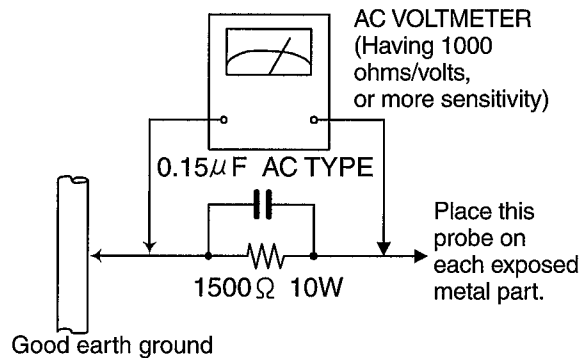 AC VOLTMETER
(Having 1000
ohms/volts,
or more sensitivity)
0.15μF AC TYPE
Place this
probe on
each exposed
metal part.
1500Ω 10W
Good earth ground